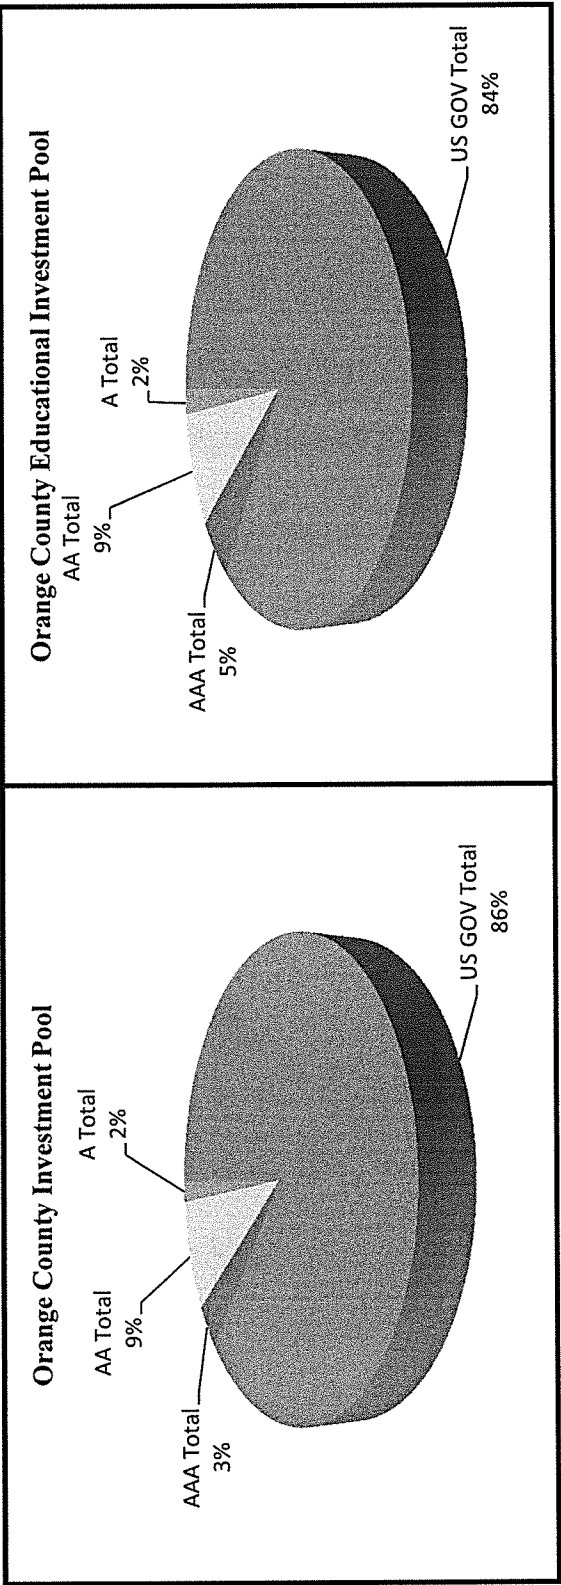 Orange County Investment Pool
A Total
2%
AA Total
9%
AAA Total
3%
US GOV Total
86%
Orange County Educational Investment Pool
A Total
2%
AA Total
9%
AAA Total
5%
US GOV Total
84%